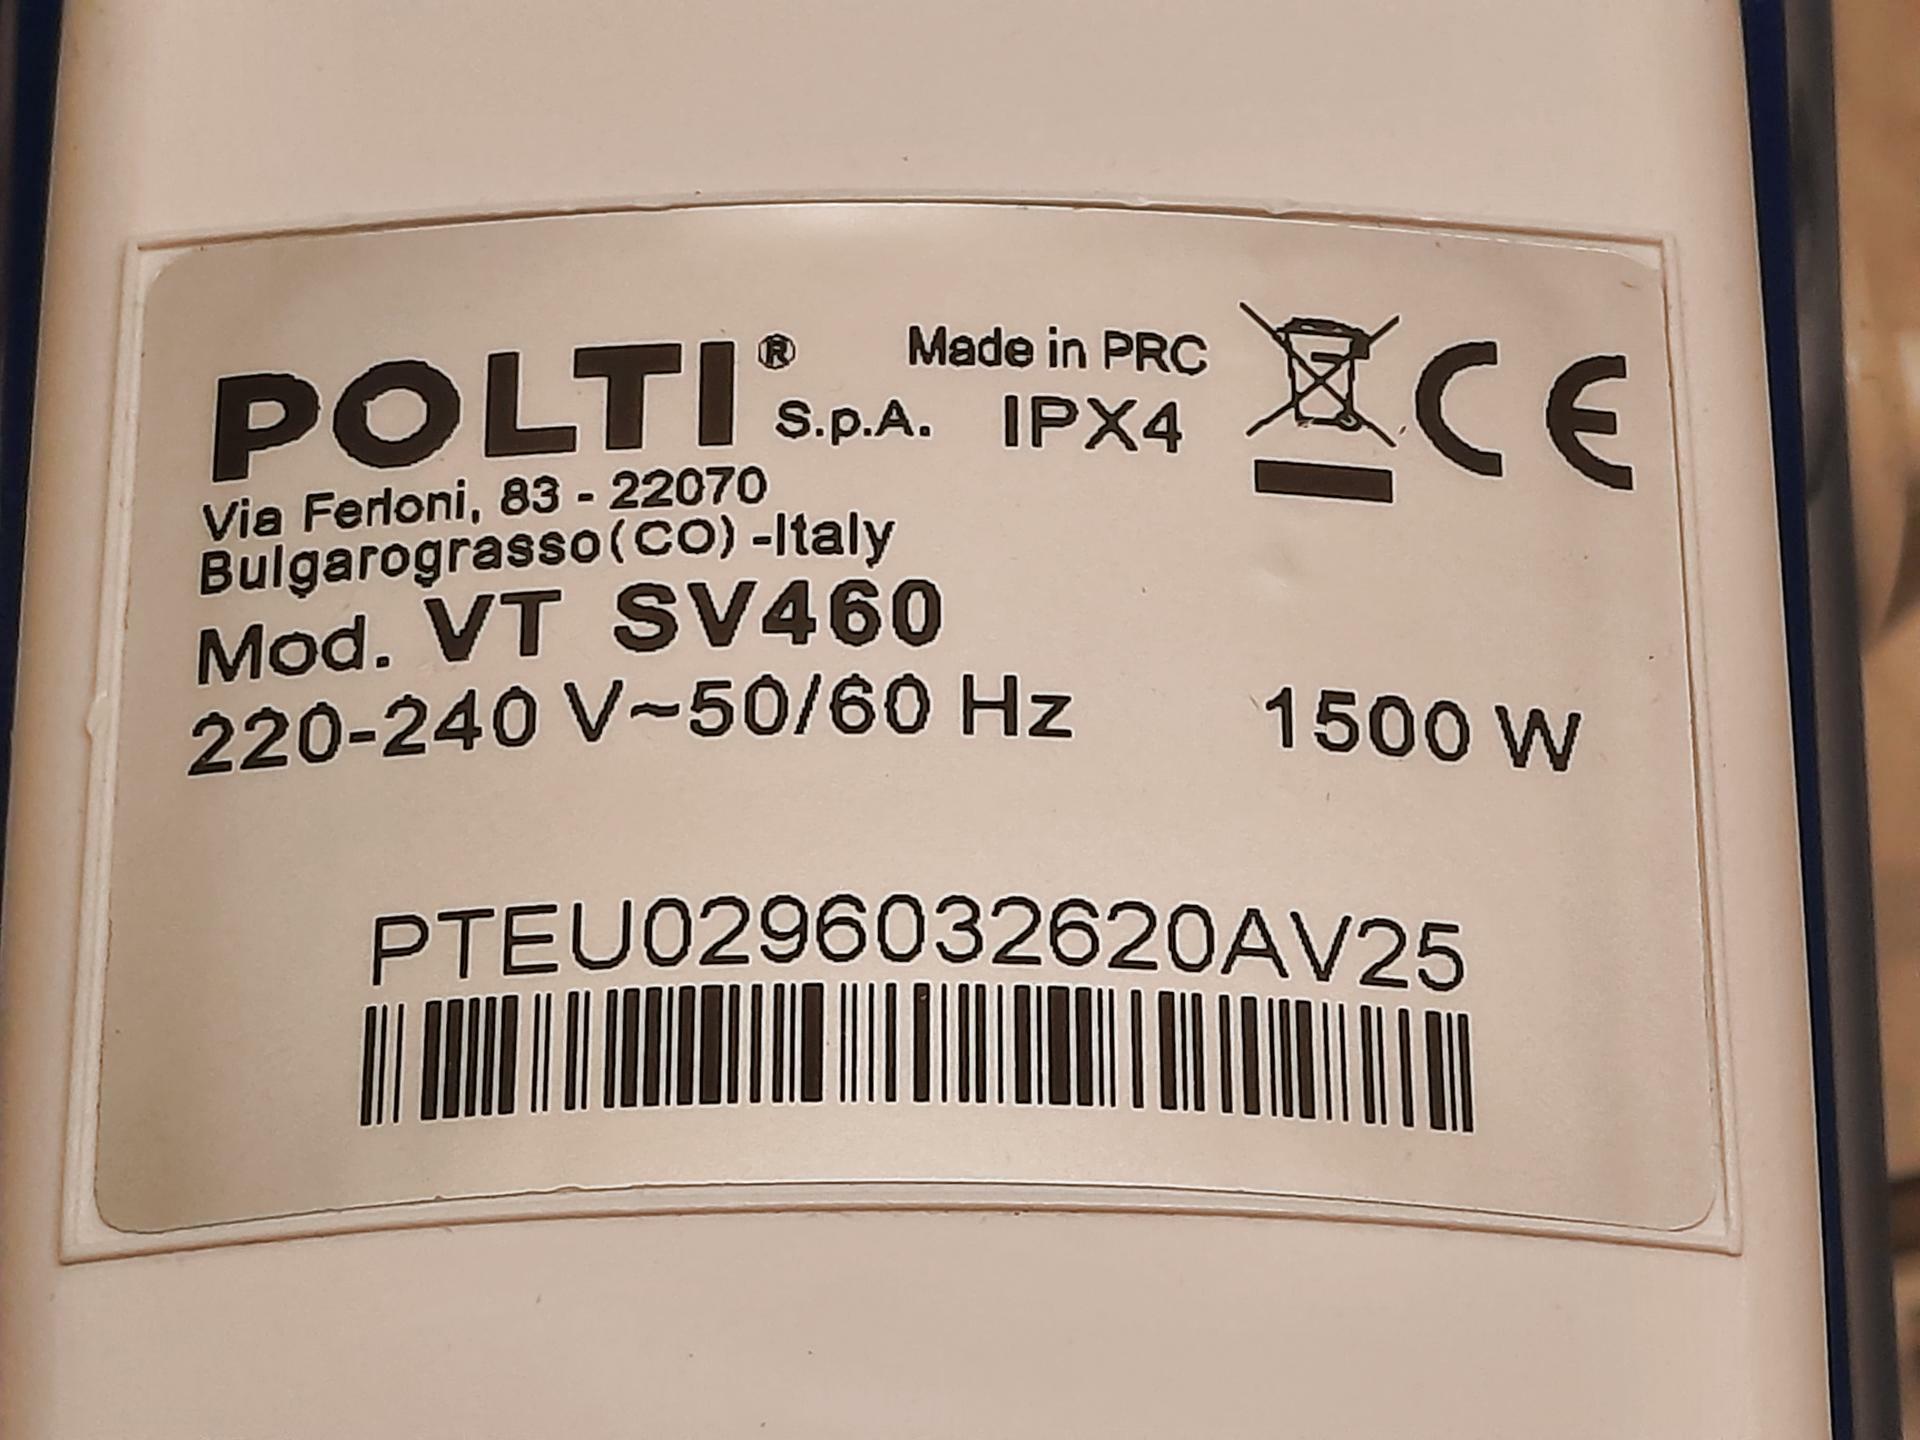 POLTI® S.p.A.
Made in PRC
IPX4
CE
Via Ferloni, 83 - 22070
Bulgarograsso(CO) -Italy
Mod. VT SV460
220-240 V~50/60 Hz 1500 W
PTEU0296032620AV25